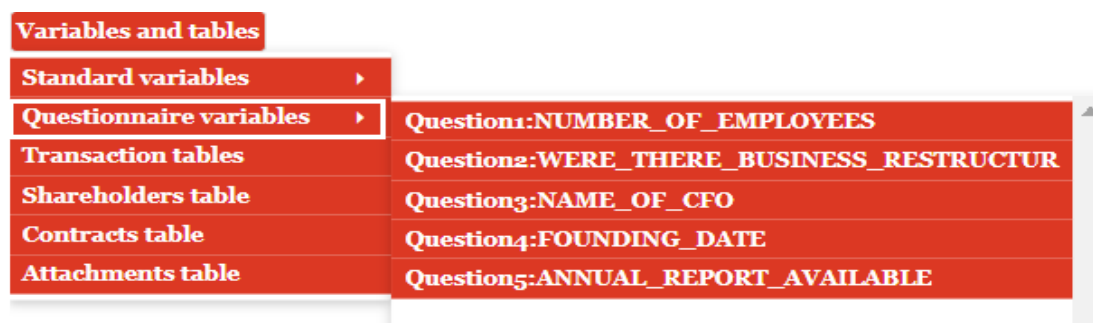 Variables and tables
Standard variables
Questionnaire variables
Transaction tables
Shareholders table
Contracts table
Attachments table
Question1:NUMBER_OF_EMPLOYEES
Question2:WERE_THERE_BUSINESS_RESTRUCTUR
Question3:NAME_OF_CFO
Question4:FOUNDING_DATE
Question5:ANNUAL_REPORT_AVAILABLE